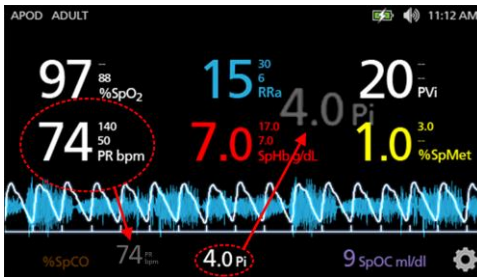 APOD ADULT 11:12 AM
97 -- 88 %SpO2
15 30 6 RRa
20 -- -- PVi
4.0 Pi
74 140 50 PR bpm
7.0 17.0 7.0 SpHb g/dL
1.0 3.0 -- %SpMet
%SpCO 74 PR bpm 4.0 Pi 9 SpOC ml/dl